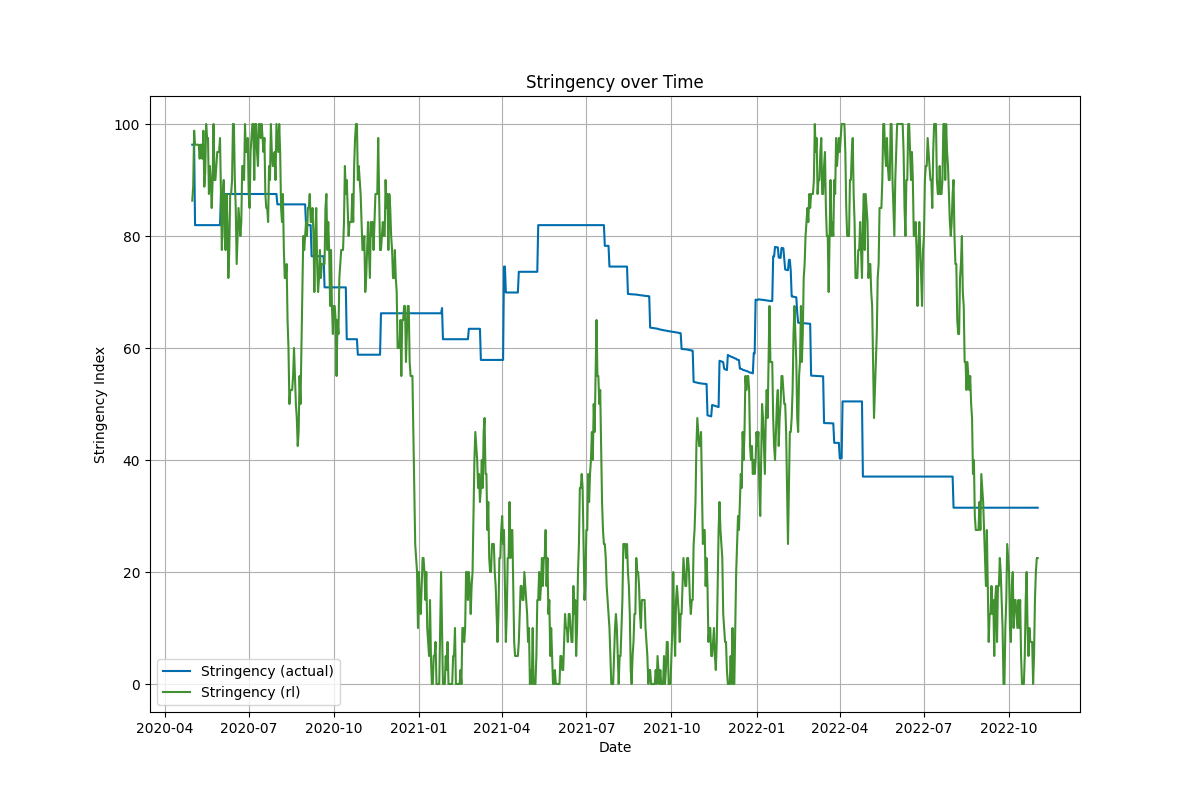 Stringency over Time
Stringency Index
100
80
60
40
20
0
Stringency (actual)
Stringency (rl)
2020-04 2020-07 2020-10 2021-01 2021-04 2021-07 2021-10 2022-01 2022-04 2022-07 2022-10
Date